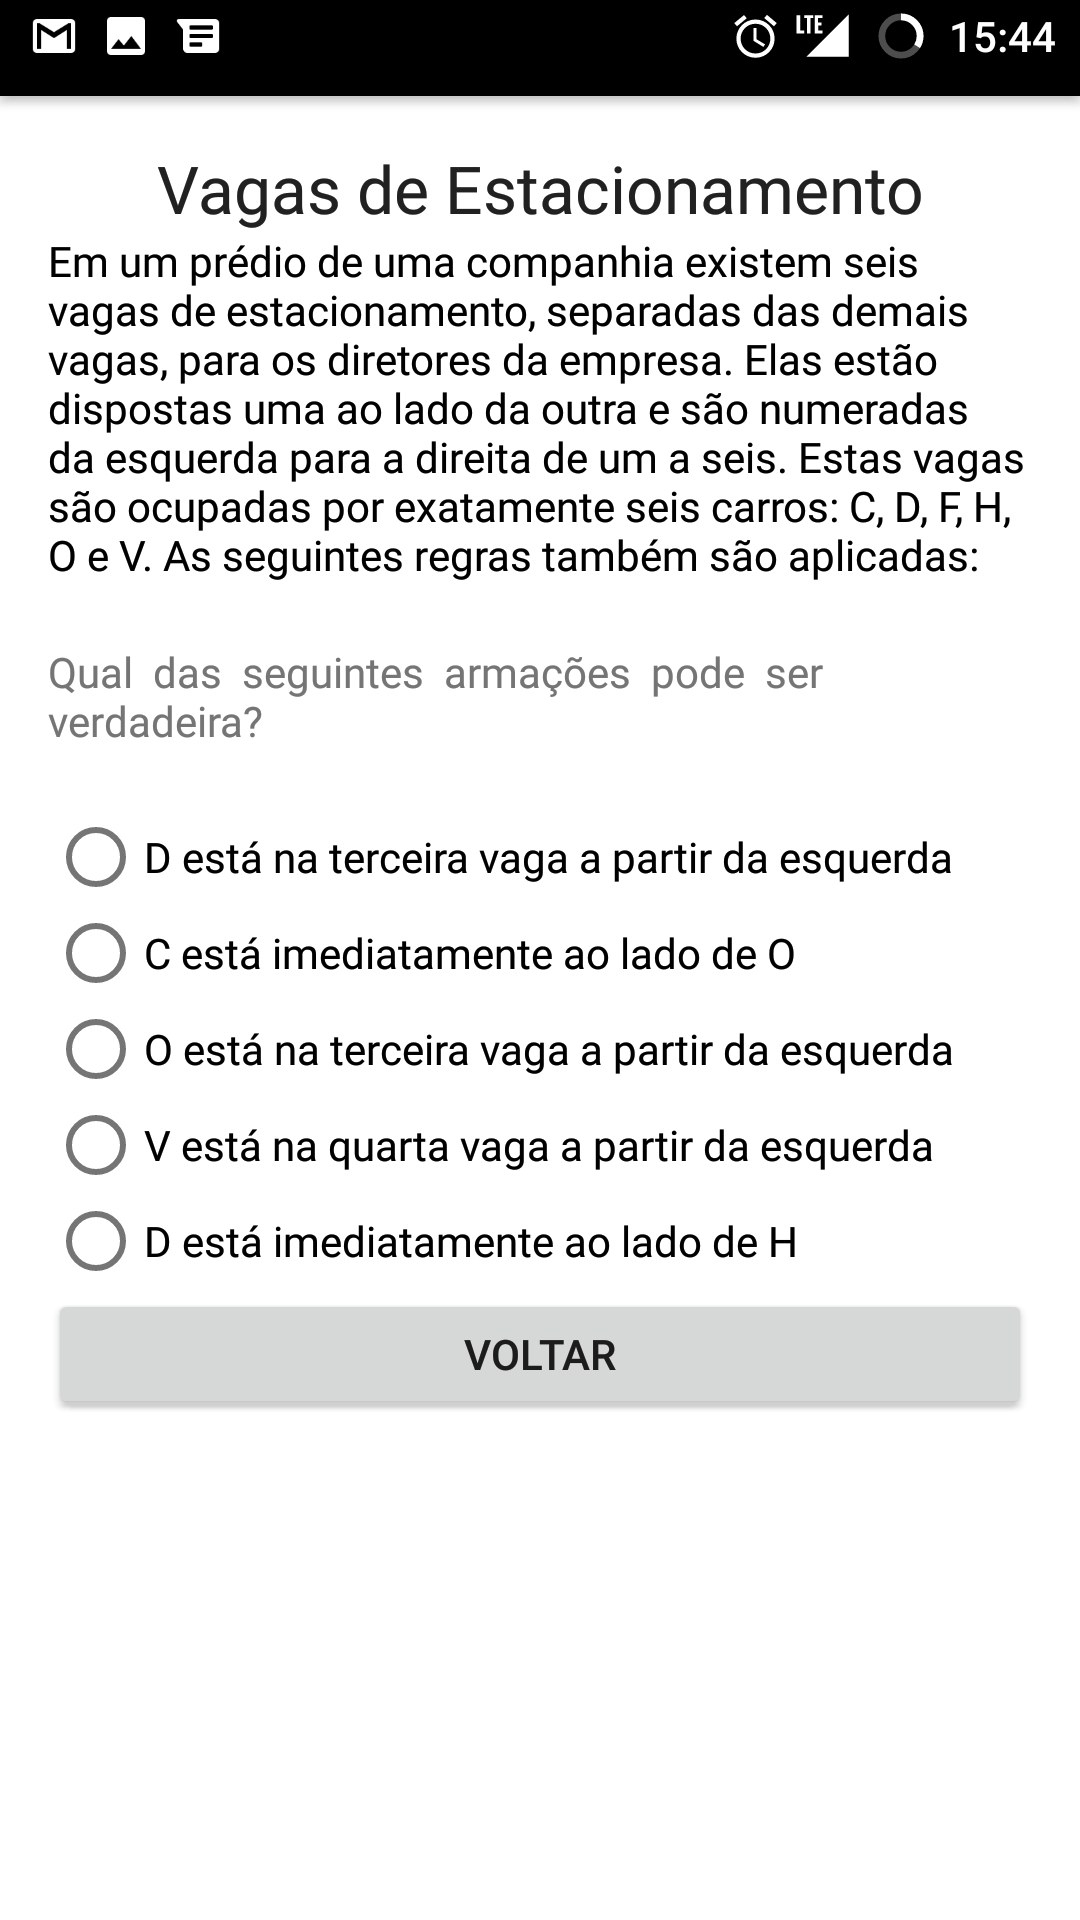 LTE 15:44
Vagas de Estacionamento
Em um prédio de uma companhia existem seis
vagas de estacionamento, separadas das demais
vagas, para os diretores da empresa. Elas estão
dispostas uma ao lado da outra e são numeradas
da esquerda para a direita de um a seis. Estas vagas
são ocupadas por exatamente seis carros: C, D, F, H,
O e V. As seguintes regras também são aplicadas:
Qual das seguintes armações pode ser
verdadeira?
D está na terceira vaga a partir da esquerda
C está imediatamente ao lado de O
O está na terceira vaga a partir da esquerda
V está na quarta vaga a partir da esquerda
D está imediatamente ao lado de H
VOLTAR